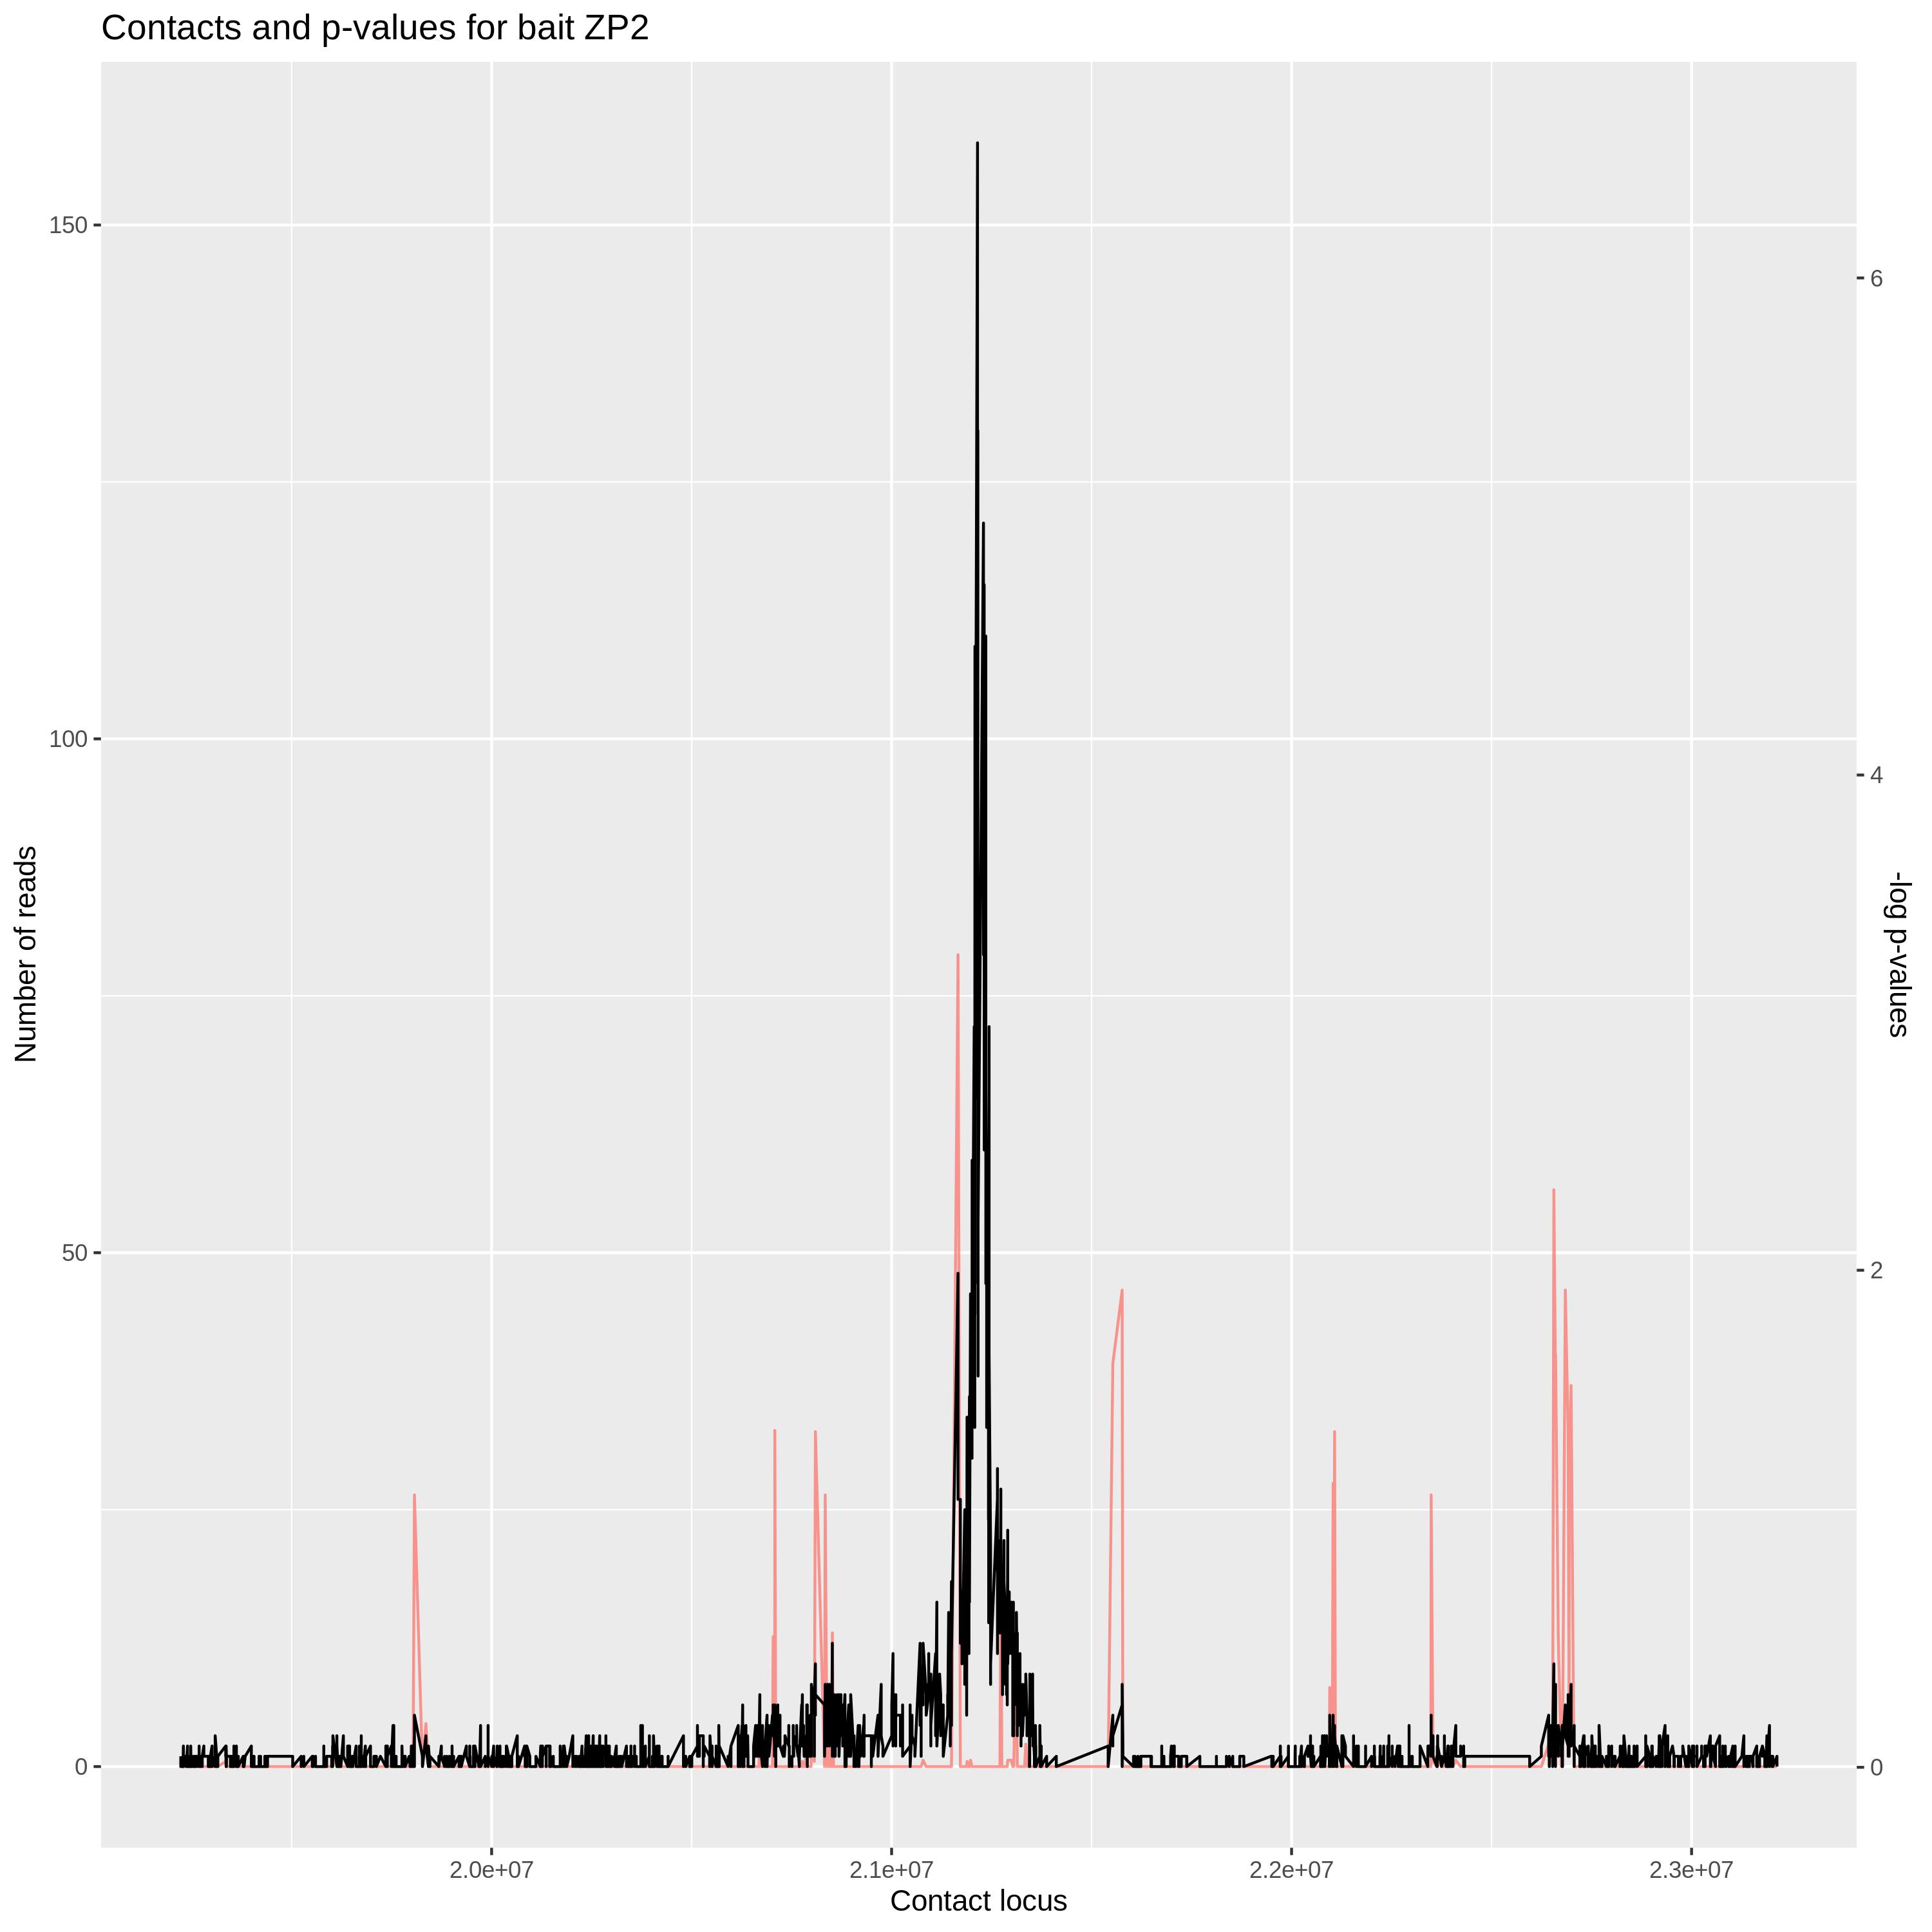 Contacts and p-values for bait ZP2
150
100
50
0
Number of reads
6
4
2
0
-log p-values
2.0e+07
2.1e+07
2.2e+07
2.3e+07
Contact locus